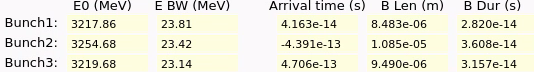 E0 (MeV) E BW (MeV) Arrival time (s) B Len (m) B Dur (s)
Bunch1: 3217.86 23.81 4.163e-14 8.483e-06 2.820e-14
Bunch2: 3254.68 23.42 -4.391e-13 1.085e-05 3.608e-14
Bunch3: 3219.68 23.14 4.706e-13 9.490e-06 3.157e-14